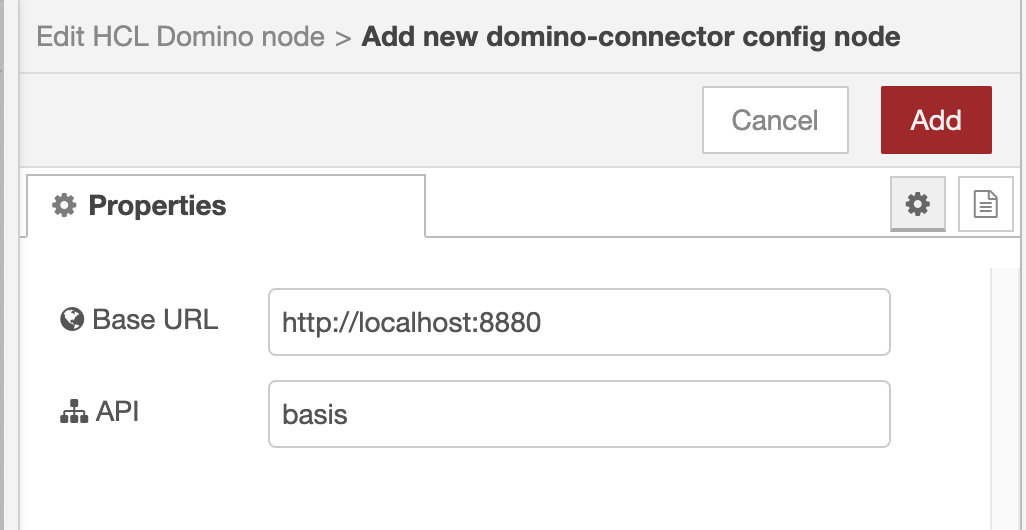 Edit HCL Domino node > Add new domino-connector config node
Cancel Add
Properties
Base URL http://localhost:8880
API basis